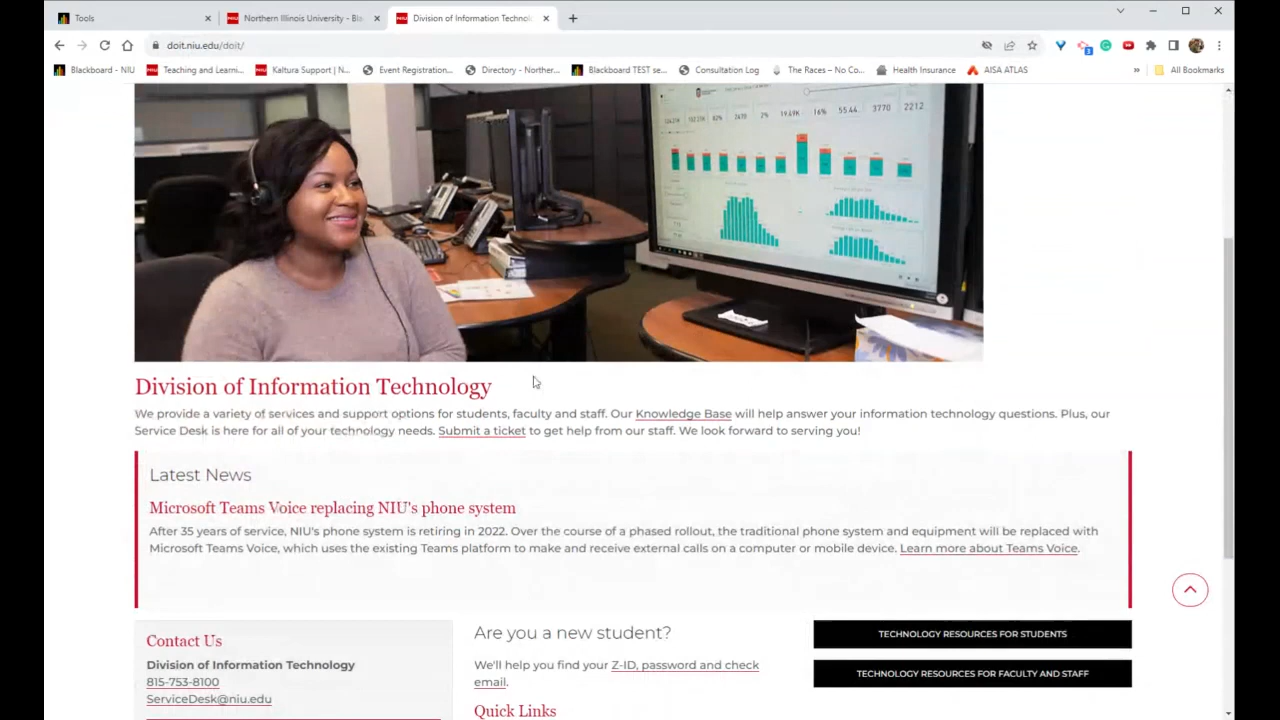 Tools
Northern Illinois University - Bla
Division of Information Technol
doit.niu.edu/doit/
Blackboard - NIU
Teaching and Learni...
Kaltura Support | N...
Event Registration...
Directory - Norther...
Blackboard TEST se...
Consultation Log
The Races – No Co...
Health Insurance
AISA ATLAS
»
All Bookmarks
16%
55.44
3770
2212
Division of Information Technology
We provide a variety of services and support options for students, faculty and staff. Our Knowledge Base will help answer your information technology questions. Plus, our
Service Desk is here for all of your technology needs. Submit a ticket to get help from our staff. We look forward to serving you!
Latest News
Microsoft Teams Voice replacing NIU's phone system
After 35 years of service, NIU's phone system is retiring in 2022. Over the course of a phased rollout, the traditional phone system and equipment will be replaced with
Microsoft Teams Voice, which uses the existing Teams platform to make and receive external calls on a computer or mobile device. Learn more about Teams Voice.
Contact Us
Division of Information Technology
815-753-8100
ServiceDesk@niu.edu
Are you a new student?
We'll help you find your Z-ID, password and check
email.
Quick Links
TECHNOLOGY RESOURCES FOR STUDENTS
TECHNOLOGY RESOURCES FOR FACULTY AND STAFF